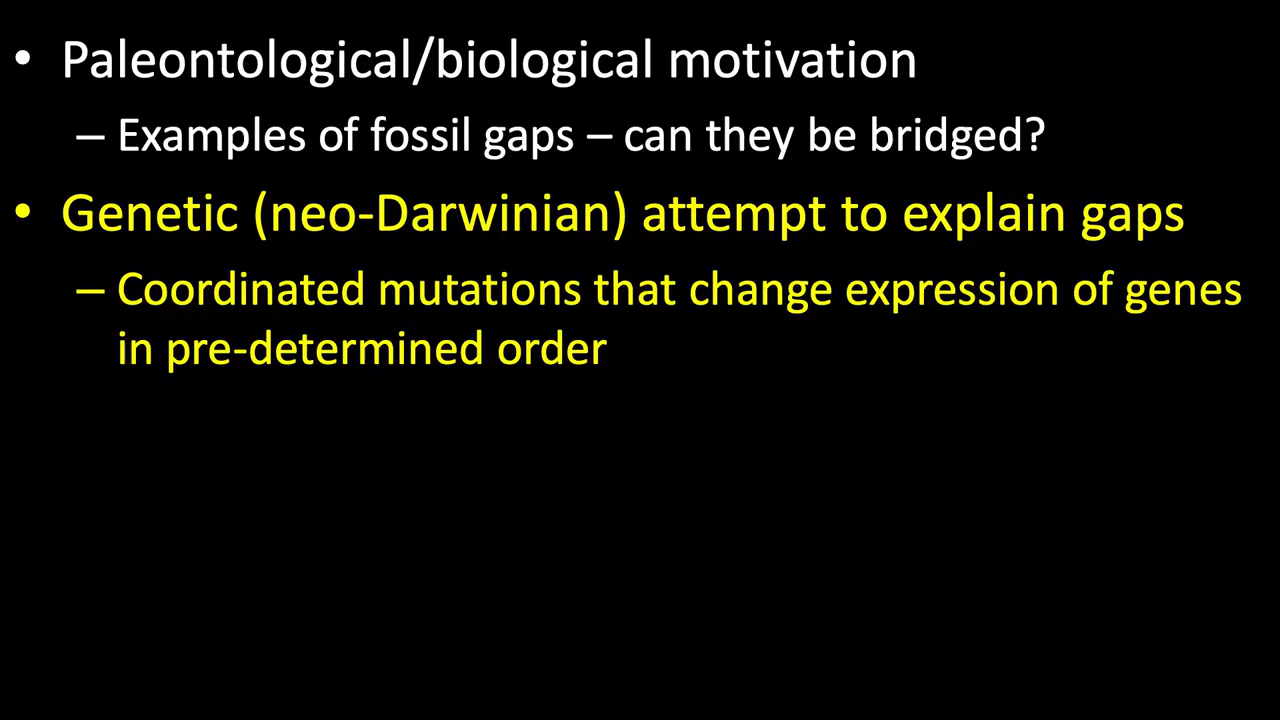 • Paleontological/biological motivation
– Examples of fossil gaps – can they be bridged?
• Genetic (neo-Darwinian) attempt to explain gaps
– Coordinated mutations that change expression of genes
in pre-determined order